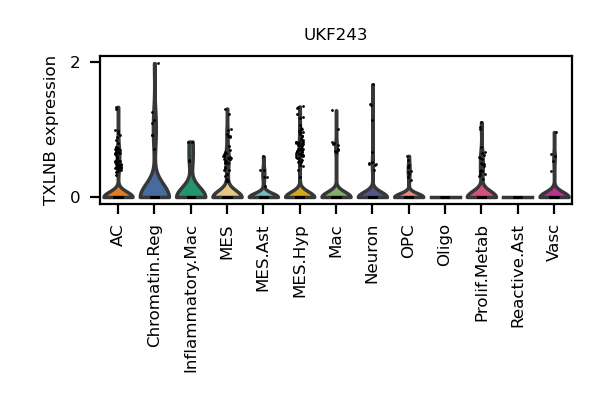 UKF243
TXLNB expression
2
0
AC
Chromatin.Reg
Inflammatory.Mac
MES
MES.Ast
MES.Hyp
Mac
Neuron
OPC
Oligo
Prolif.Metab
Reactive.Ast
Vasc